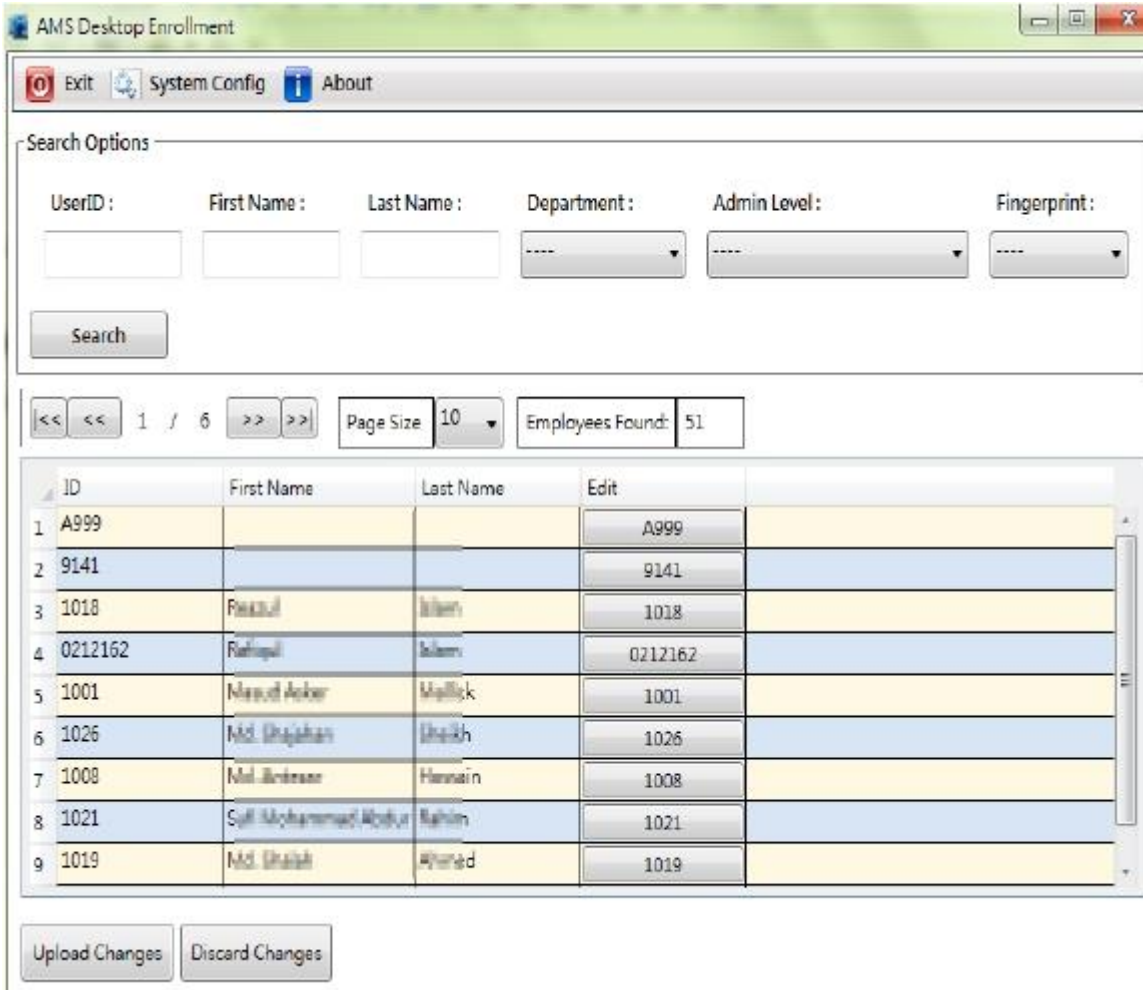 AMS Desktop Enrollment
Exit System Config About
Search Options
UserID : First Name : Last Name : Department : Admin Level : Fingerprint :
---- ---- ----
Search
|<< << 1 / 6 >> >>| Page Size 10 Employees Found: 51
ID First Name Last Name Edit
1 A999 A999
2 9141 9141
3 1018 1018
4 0212162 0212162
5 1001 1001
6 1026 1026
7 1008 1008
8 1021 1021
9 1019 1019
Upload Changes Discard Changes